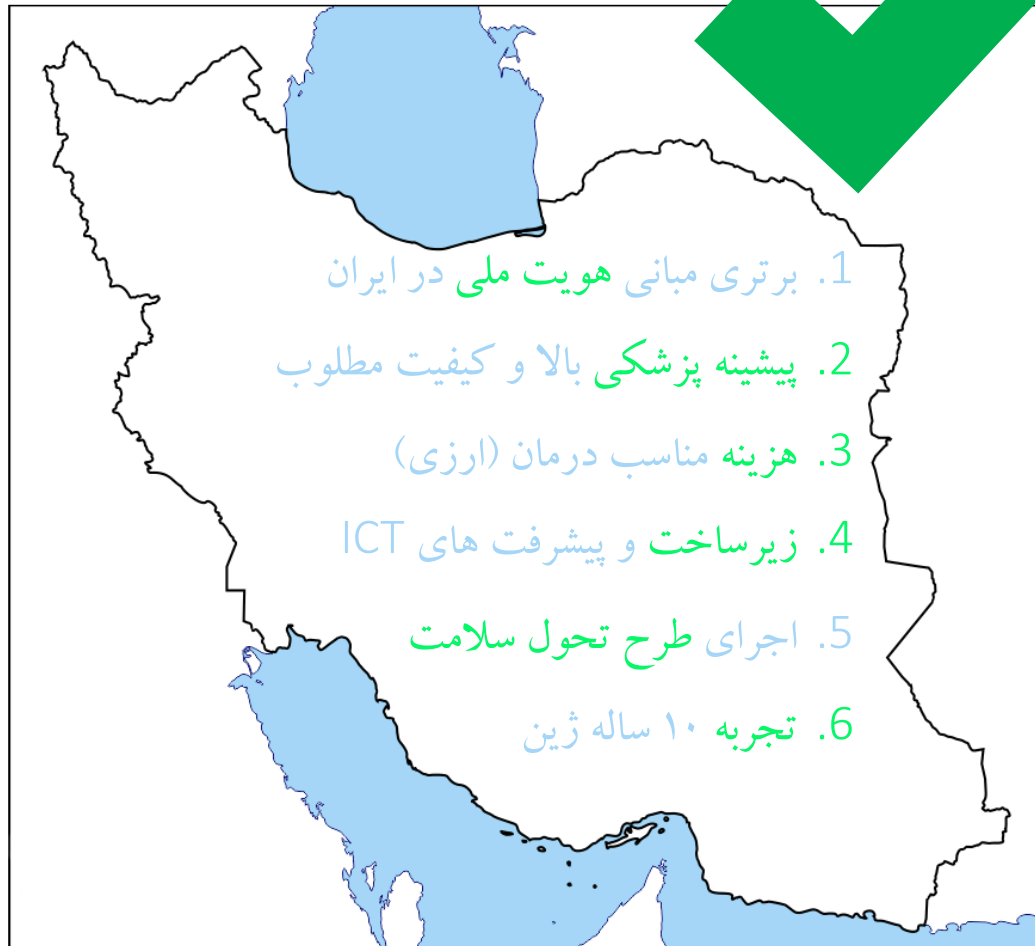 1. برتری مبانی هویت ملی در ایران
2. پیشینه پزشکی بالا و کیفیت مطلوب
3. هزینه مناسب درمان (ارزی)
4. زیرساخت و پیشرفت های ICT
5. اجرای طرح تحول سلامت
6. تجربه ۱۰ ساله ژین